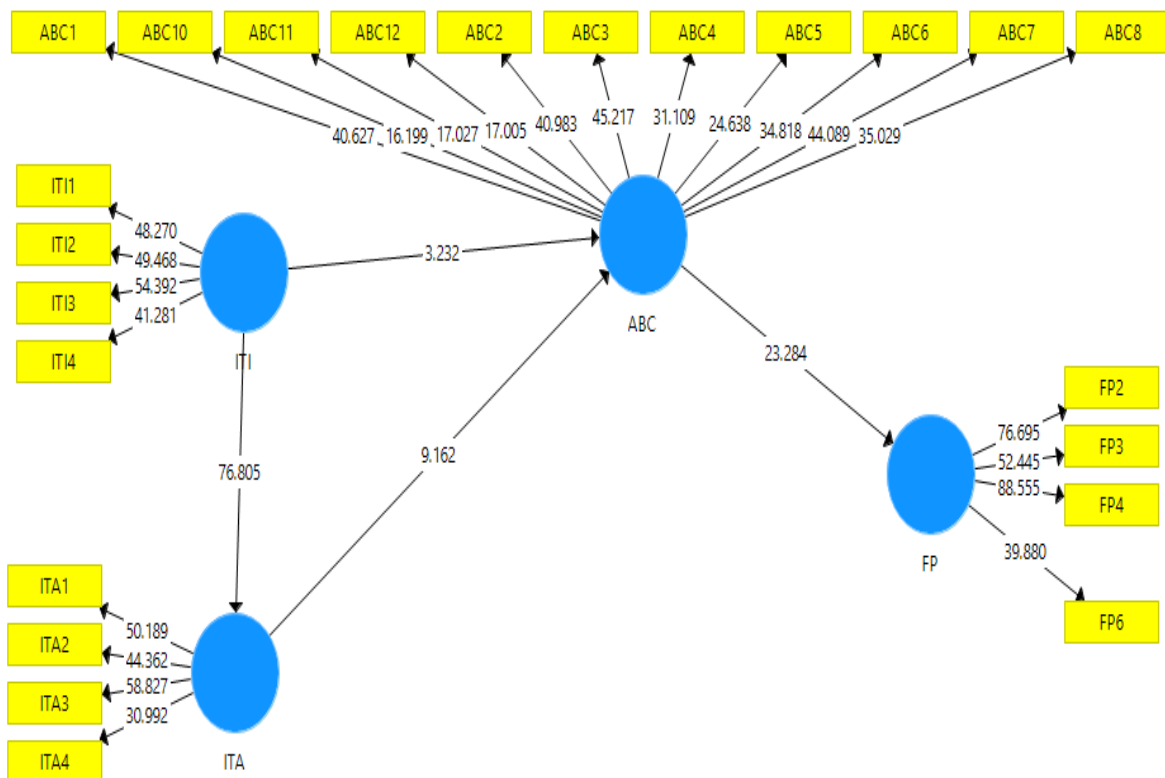 ABC1 ABC10 ABC11 ABC12 ABC2 ABC3 ABC4 ABC5 ABC6 ABC7 ABC8
40.627 16.199 17.027 17.005 40.983 45.217 31.109 24.638 34.818 44.089 35.029
ITI1
48.270
ITI2
49.468
ITI3
54.392
ITI4
41.281
ITI
3.232
ABC
76.805
9.162
23.284
FP2
76.695
FP3
52.445
FP4
88.555
FP
39.880
FP6
ITA1
50.189
ITA2
44.362
ITA3
58.827
ITA4
30.992
ITA